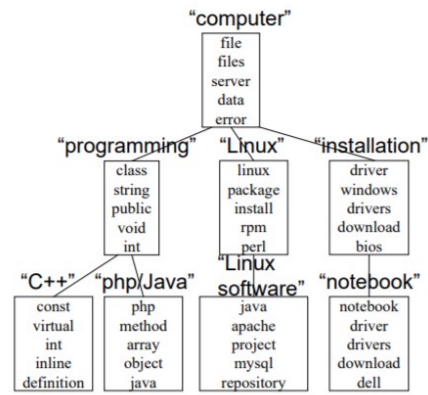 “computer”
file
files
server
data
error
“programming”
class
string
public
void
int
“Linux”
linux
package
install
rpm
perl
“installation”
driver
windows
drivers
download
bios
“C++”
const
virtual
int
inline
definition
“php/Java”
php
method
array
object
java
“Linux
software”
java
apache
project
mysql
repository
“notebook”
notebook
driver
drivers
download
dell